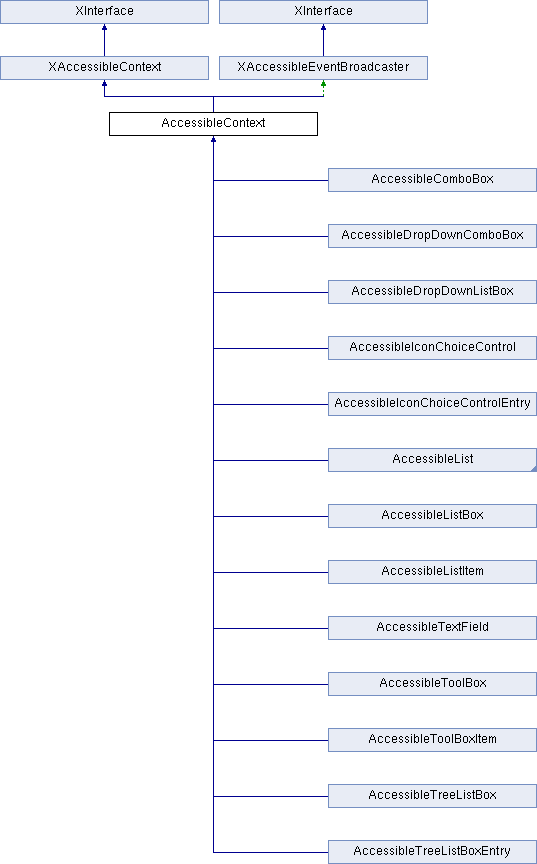 XInterface
XInterface
XAccessibleContext
XAccessibleEventBroadcaster
AccessibleContext
AccessibleComboBox
AccessibleDropDownComboBox
AccessibleDropDownListBox
AccessibleIconChoiceControl
AccessibleIconChoiceControlEntry
AccessibleList
AccessibleListBox
AccessibleListItem
AccessibleTextField
AccessibleToolBox
AccessibleToolBoxItem
AccessibleTreeListBox
AccessibleTreeListBoxEntry